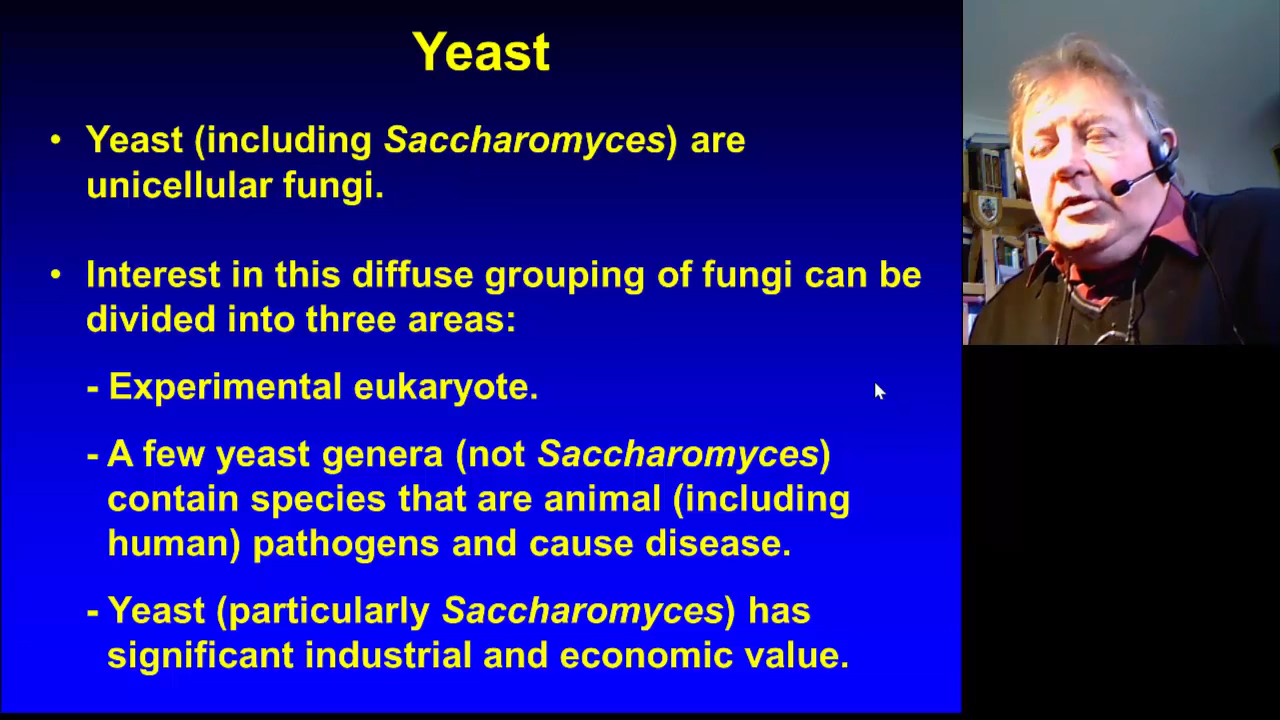 Yeast
• Yeast (including Saccharomyces) are
unicellular fungi.
• Interest in this diffuse grouping of fungi can be
divided into three areas:
- Experimental eukaryote.
- A few yeast genera (not Saccharomyces)
contain species that are animal (including
human) pathogens and cause disease.
- Yeast (particularly Saccharomyces) has
significant industrial and economic value.